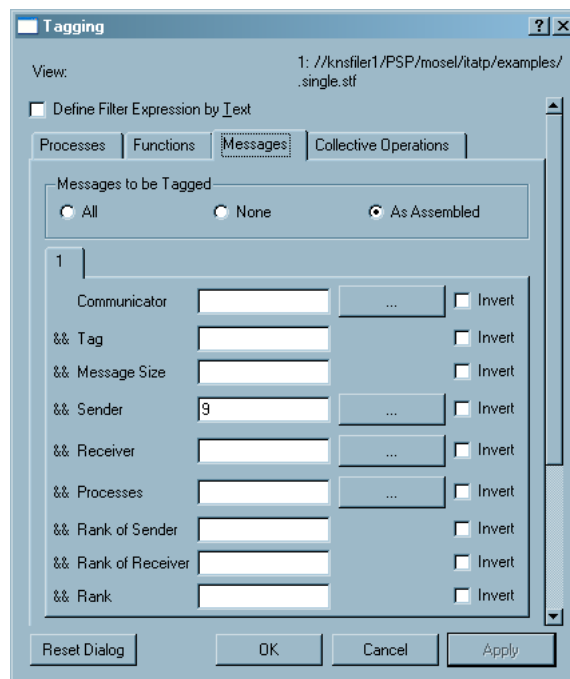 Tagging
View:
1: //knsfiler1/PSP/mosel/itatp/examples/
.single.stf
Define Filter Expression by Text
Processes Functions Messages Collective Operations
Messages to be Tagged
All None As Assembled
1
Communicator ... Invert
&& Tag Invert
&& Message Size Invert
&& Sender 9 ... Invert
&& Receiver ... Invert
&& Processes ... Invert
&& Rank of Sender Invert
&& Rank of Receiver Invert
&& Rank Invert
Reset Dialog OK Cancel Apply